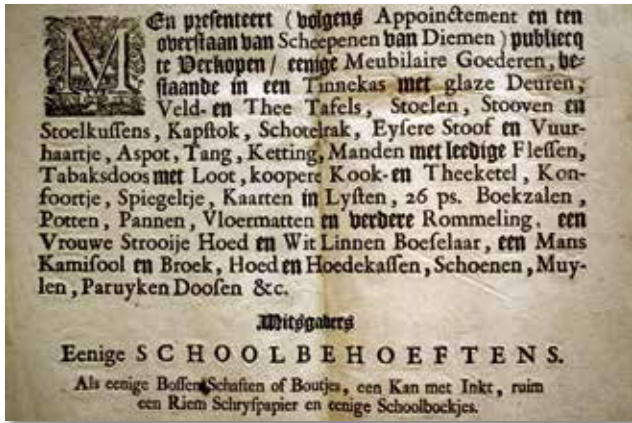 MEn presenteert (volgens Appoinctement en ten
overstaan van Scheepenen van Diemen) publicq
te Verkopen / eenige Meubilaire Goederen, be-
staande in een Tinnekas met glaze Deuren,
Veld- en Thee Tafels, Stoelen, Stooven en
Stoelkussens, Kapstok, Schotelrak, Eysere Stoof en Vuur-
haartje, Aspot, Tang, Ketting, Manden met leedige Flessen,
Tabaksdoos met Loot, koopere Kook- en Theeketel, Kon-
foortje, Spiegeltje, Kaarten in Lysten, 26 ps. Boekzalen,
Potten, Pannen, Vloermatten en verdere Rommeling, een
Vrouwe Strooije Hoed en Wit Linnen Boeselaar, een Mans
Kamisool en Broek, Hoed en Hoedekassen, Schoenen, Muy-
len, Paruyken Doosen &c.
Mitsgaders
Eenige SCHOOLBEHOEFTENS.
Als eenige Bossen Schaften of Boutjes, een Kan met Inkt, ruim
een Riem Schryfpapier en eenige Schoolboekjes.